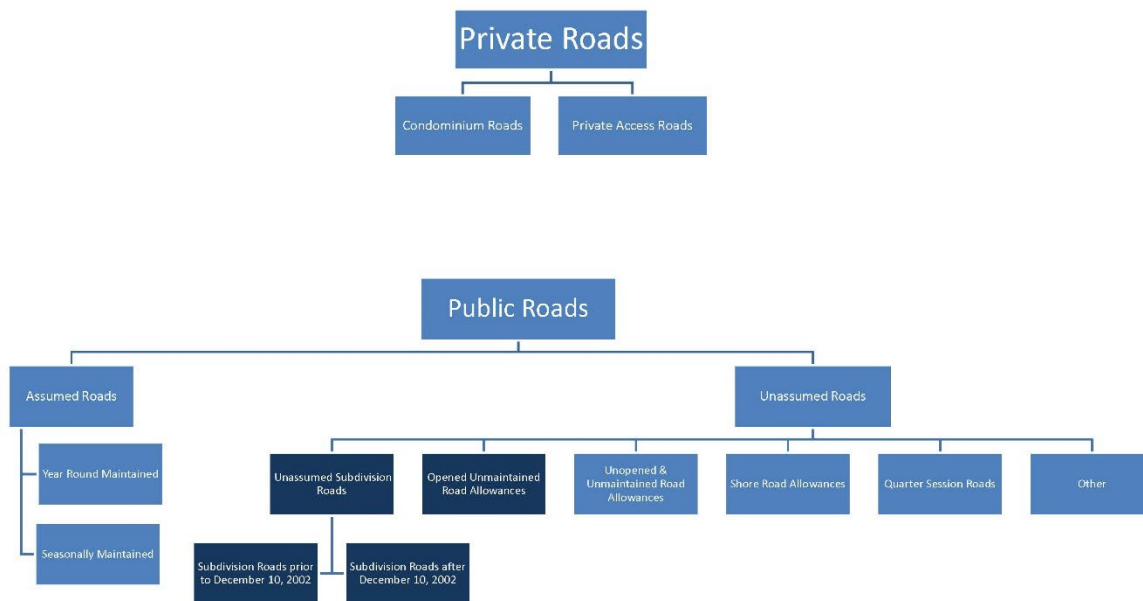 Private Roads
Condominium Roads
Private Access Roads
Public Roads
Assumed Roads
Unassumed Roads
Year Round Maintained
Seasonally Maintained
Unassumed Subdivision
Roads
Opened Unmaintained
Road Allowances
Unopened &
Unmaintained Road
Allowances
Shore Road Allowances
Quarter Session Roads
Other
Subdivision Roads prior
to December 10, 2002
Subdivision Roads after
December 10, 2002